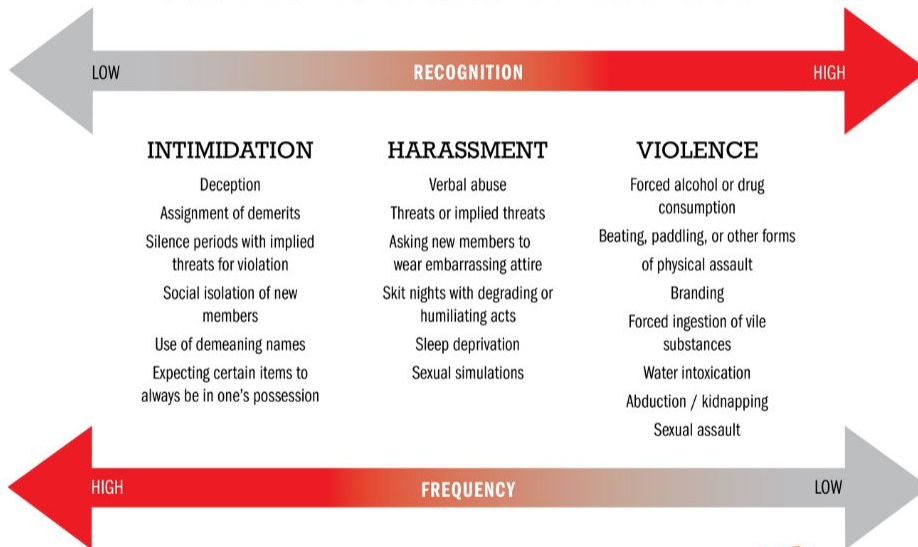 LOW RECOGNITION HIGH
INTIMIDATION
Deception
Assignment of demerits
Silence periods with implied
threats for violation
Social isolation of new
members
Use of demeaning names
Expecting certain items to
always be in one's possession
HARASSMENT
Verbal abuse
Threats or implied threats
Asking new members to
wear embarrassing attire
Skit nights with degrading or
humiliating acts
Sleep deprivation
Sexual simulations
VIOLENCE
Forced alcohol or drug
consumption
Beating, paddling, or other forms
of physical assault
Branding
Forced ingestion of vile
substances
Water intoxication
Abduction / kidnapping
Sexual assault
HIGH FREQUENCY LOW